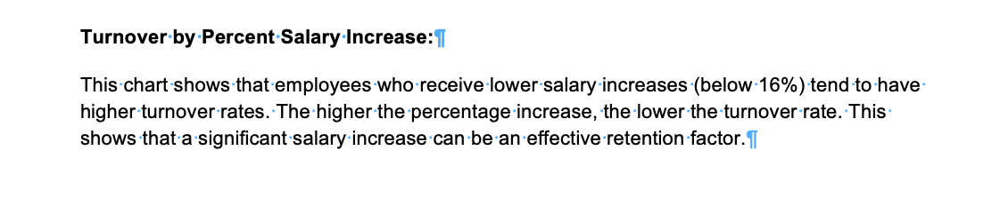 Turnover by Percent Salary Increase:
This chart shows that employees who receive lower salary increases (below 16%) tend to have
higher turnover rates. The higher the percentage increase, the lower the turnover rate. This
shows that a significant salary increase can be an effective retention factor.